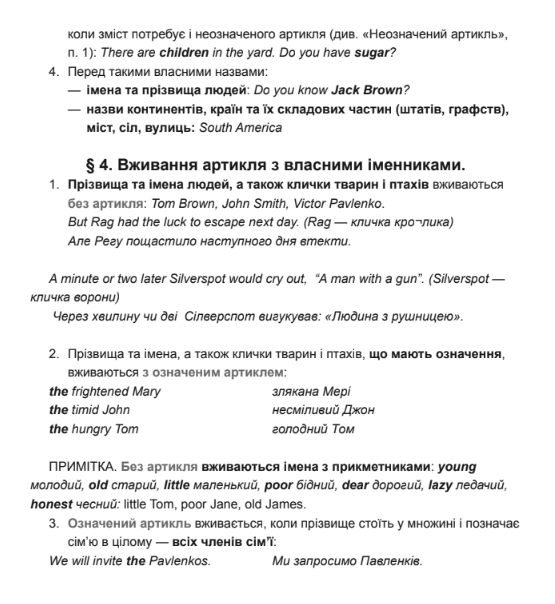 коли зміст потребує і неозначеного артикля (див. «Неозначений артикль»,
п. 1): There are children in the yard. Do you have sugar?
4. Перед такими власними назвами:
— імена та прізвища людей: Do you know Jack Brown?
— назви континентів, країн та їх складових частин (штатів, графств),
міст, сіл, вулиць: South America
§ 4. Вживання артикля з власними іменниками.
1. Прізвища та імена людей, а також клички тварин і птахів вживаються
без артикля: Tom Brown, John Smith, Victor Pavlenko.
But Rag had the luck to escape next day. (Rag — кличка кро¬лика)
Але Регу пощастило наступного дня втекти.
A minute or two later Silverspot would cry out, “A man with a gun”. (Silverspot —
кличка ворони)
Через хвилину чи дві Сілверспот вигукував: «Людина з рушницею».
2. Прізвища та імена, а також клички тварин і птахів, що мають означення,
вживаються з означеним артиклем:
the frightened Mary злякана Мері
the timid John несміливий Джон
the hungry Tom голодний Том
ПРИМІТКА. Без артикля вживаються імена з прикметниками: young
молодий, old старий, little маленький, poor бідний, dear дорогий, lazy ледачий,
honest чесний: little Tom, poor Jane, old James.
3. Означений артикль вживається, коли прізвище стоїть у множині і позначає
сім’ю в цілому — всіх членів сім’ї:
We will invite the Pavlenkos. Ми запросимо Павленків.